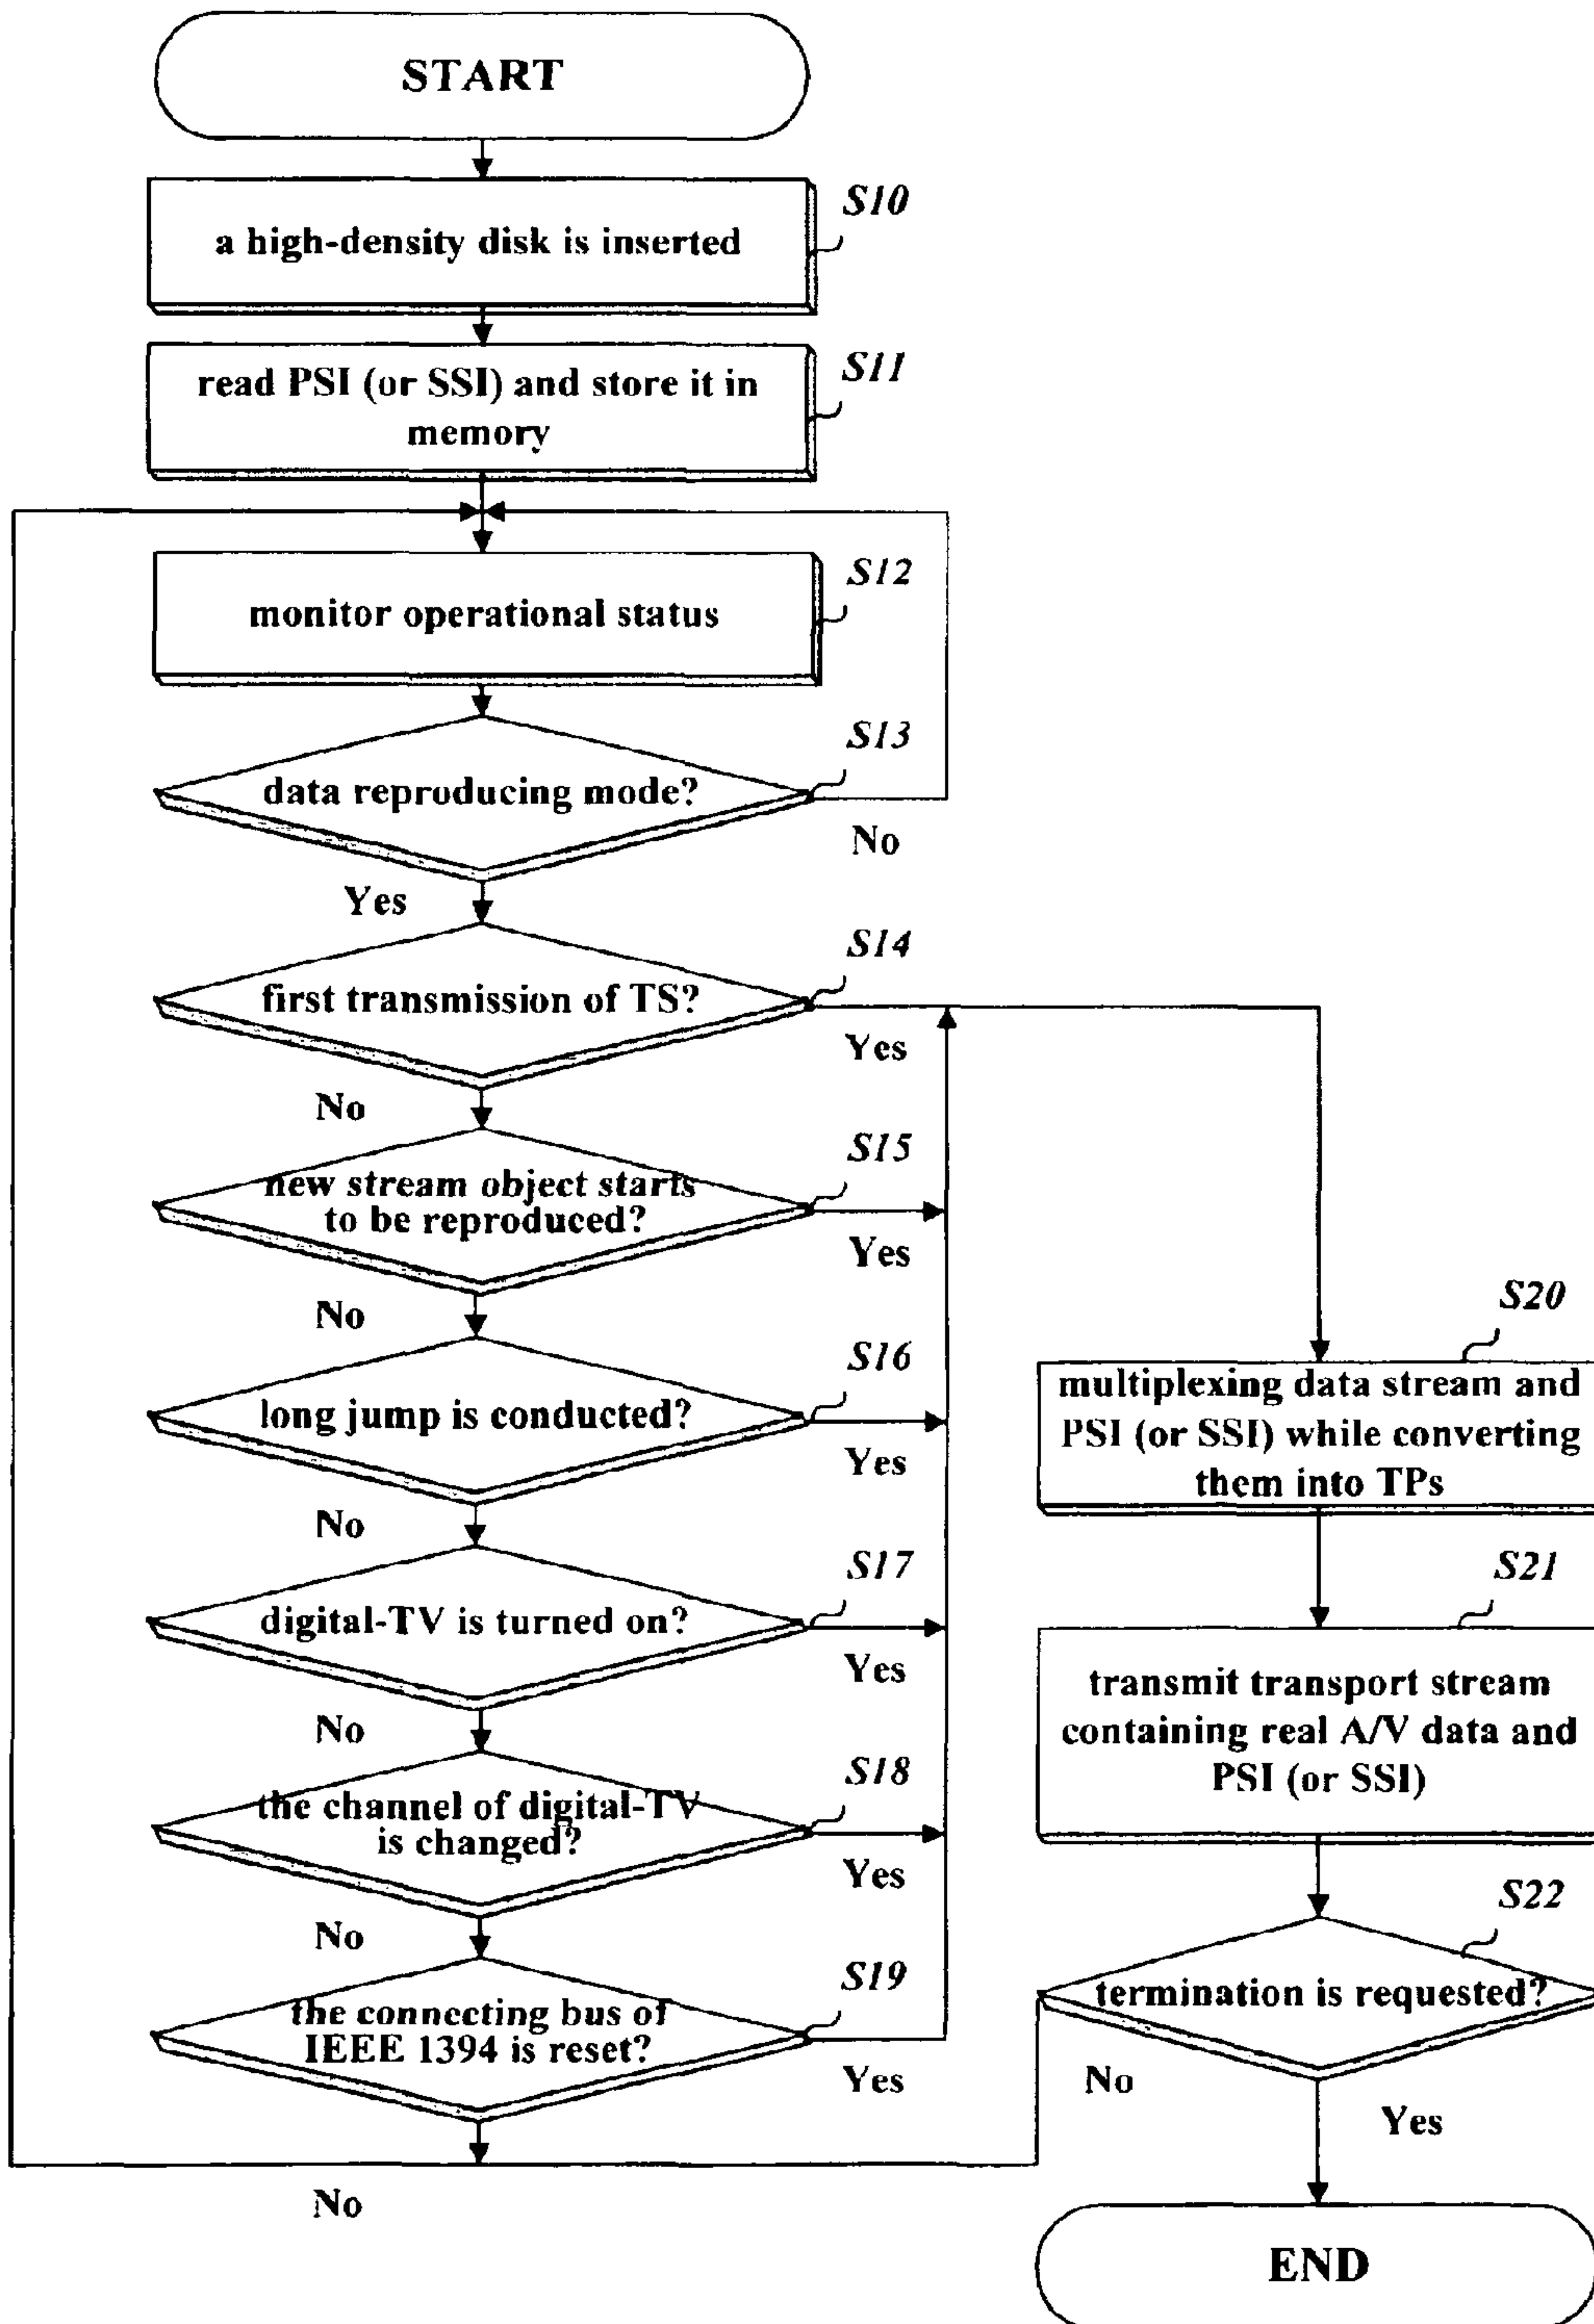 START
S10
a high-density disk is inserted
S11
read PSI (or SSI) and store it in
memory
S12
monitor operational status
S13
data reproducing mode?
No
Yes
S14
first transmission of TS?
Yes
No
S15
new stream object starts
to be reproduced?
Yes
No
S16
long jump is conducted?
Yes
No
S17
digital-TV is turned on?
Yes
No
S18
the channel of digital-TV
is changed?
Yes
No
S19
the connecting bus of
IEEE 1394 is reset?
Yes
No
S20
multiplexing data stream and
PSI (or SSI) while converting
them into TPs
S21
transmit transport stream
containing real A/V data and
PSI (or SSI)
S22
termination is requested?
No
Yes
END